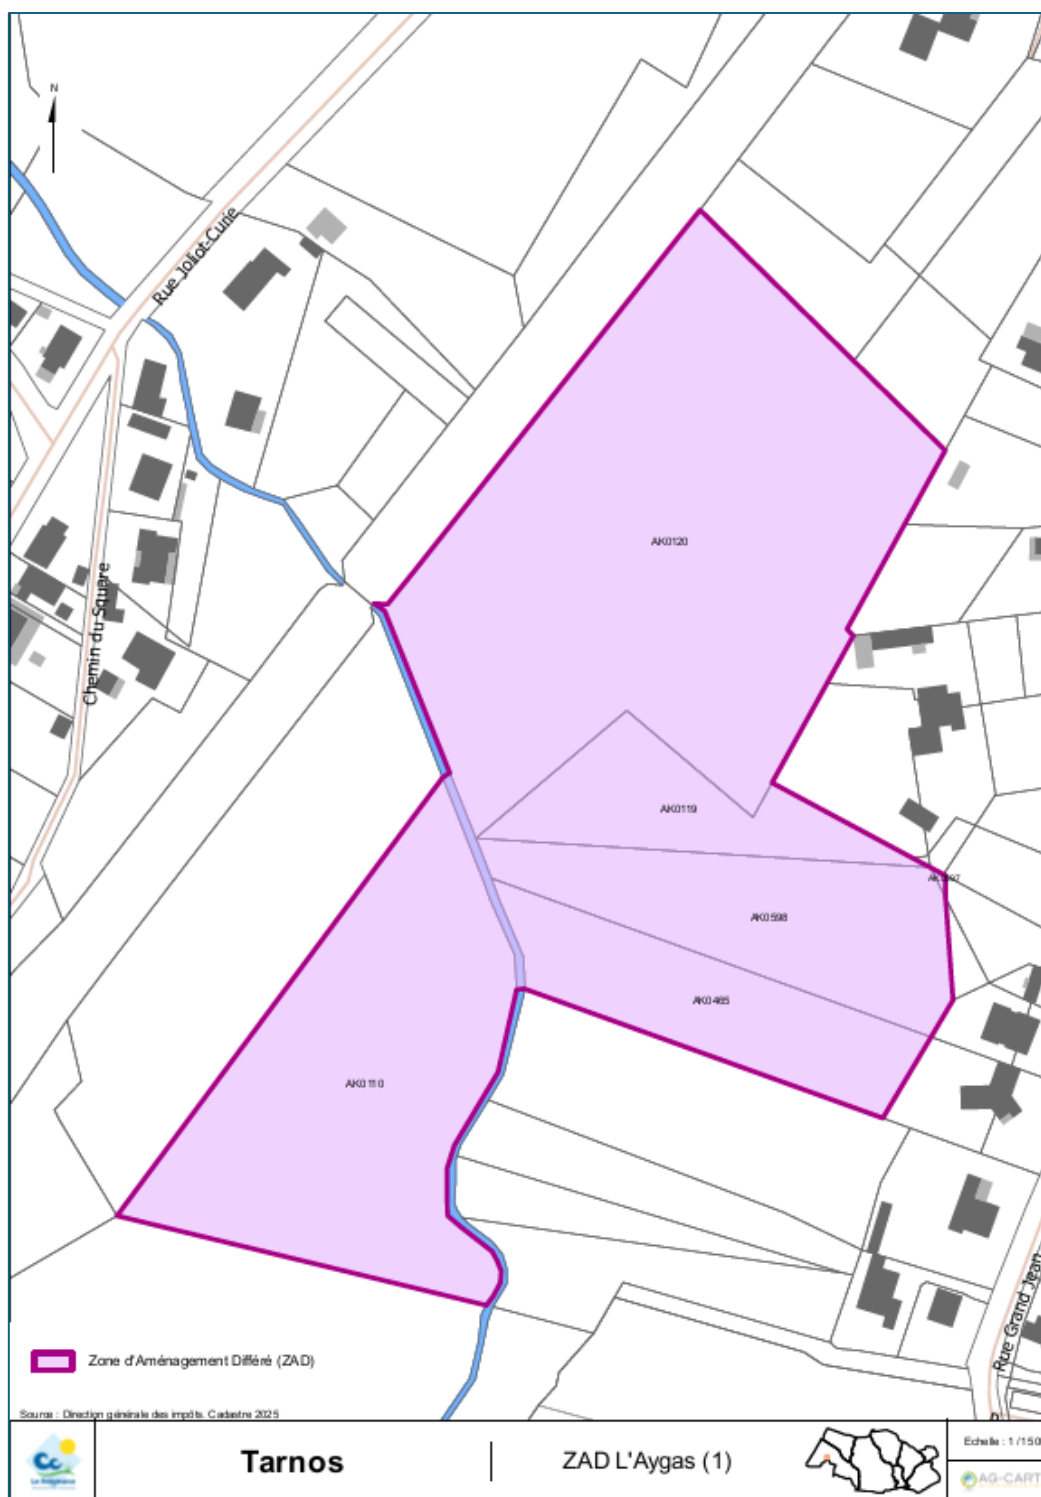 N
Rue Joliot-Curie
Chemin du Square
AK0120
AK0119
AK0598
AK0465
AK0110
Rue Grand Jean
Zone d'Aménagement Différé (ZAD)
Source : Direction générale des impôts. Cadastre 2025
Tarnos
ZAD L'Aygas (1)
Echelle : 1 /150
AG-CART